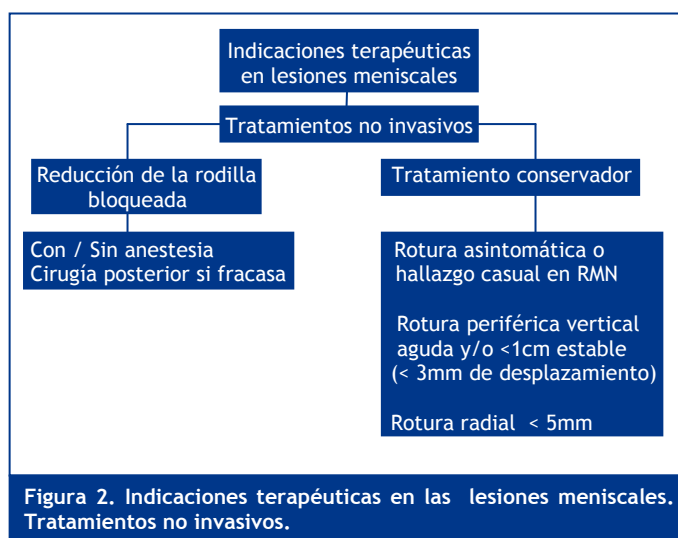 Indicaciones terapéuticas
en lesiones meniscales
Tratamientos no invasivos
Reducción de la rodilla
bloqueada
Tratamiento conservador
Con / Sin anestesia
Cirugía posterior si fracasa
Rotura asintomática o
hallazgo casual en RMN
Rotura periférica vertical
aguda y/o <1cm estable
(< 3mm de desplazamiento)
Rotura radial < 5mm
Figura 2. Indicaciones terapéuticas en las lesiones meniscales.
Tratamientos no invasivos.